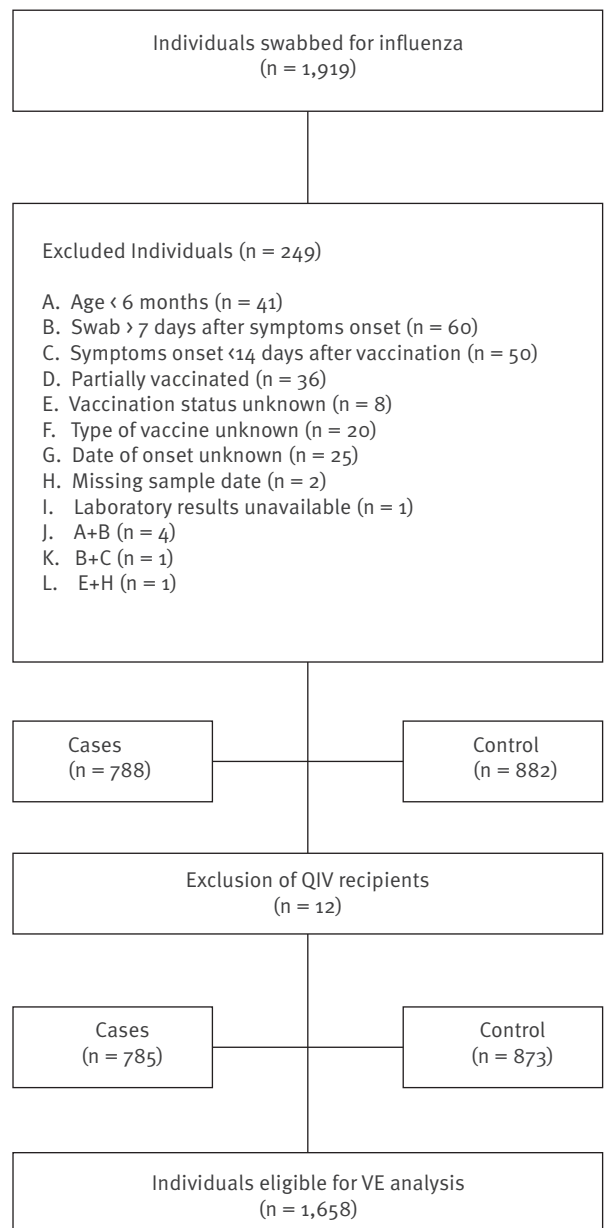 Individuals swabbed for influenza
(n = 1,919)
Excluded Individuals (n = 249)
A. Age < 6 months (n = 41)
B. Swab > 7 days after symptoms onset (n = 60)
C. Symptoms onset <14 days after vaccination (n = 50)
D. Partially vaccinated (n = 36)
E. Vaccination status unknown (n = 8)
F. Type of vaccine unknown (n = 20)
G. Date of onset unknown (n = 25)
H. Missing sample date (n = 2)
I. Laboratory results unavailable (n = 1)
J. A+B (n = 4)
K. B+C (n = 1)
L. E+H (n = 1)
Cases
(n = 788)
Control
(n = 882)
Exclusion of QIV recipients
(n = 12)
Cases
(n = 785)
Control
(n = 873)
Individuals eligible for VE analysis
(n = 1,658)